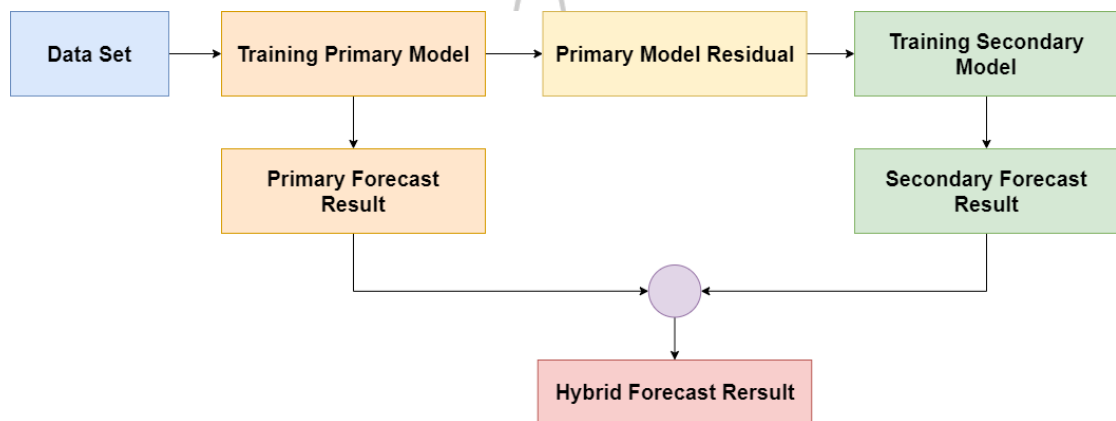 Data Set
Training Primary Model
Primary Model Residual
Training Secondary
Model
Primary Forecast
Result
Secondary Forecast
Result
Hybrid Forecast Rersult